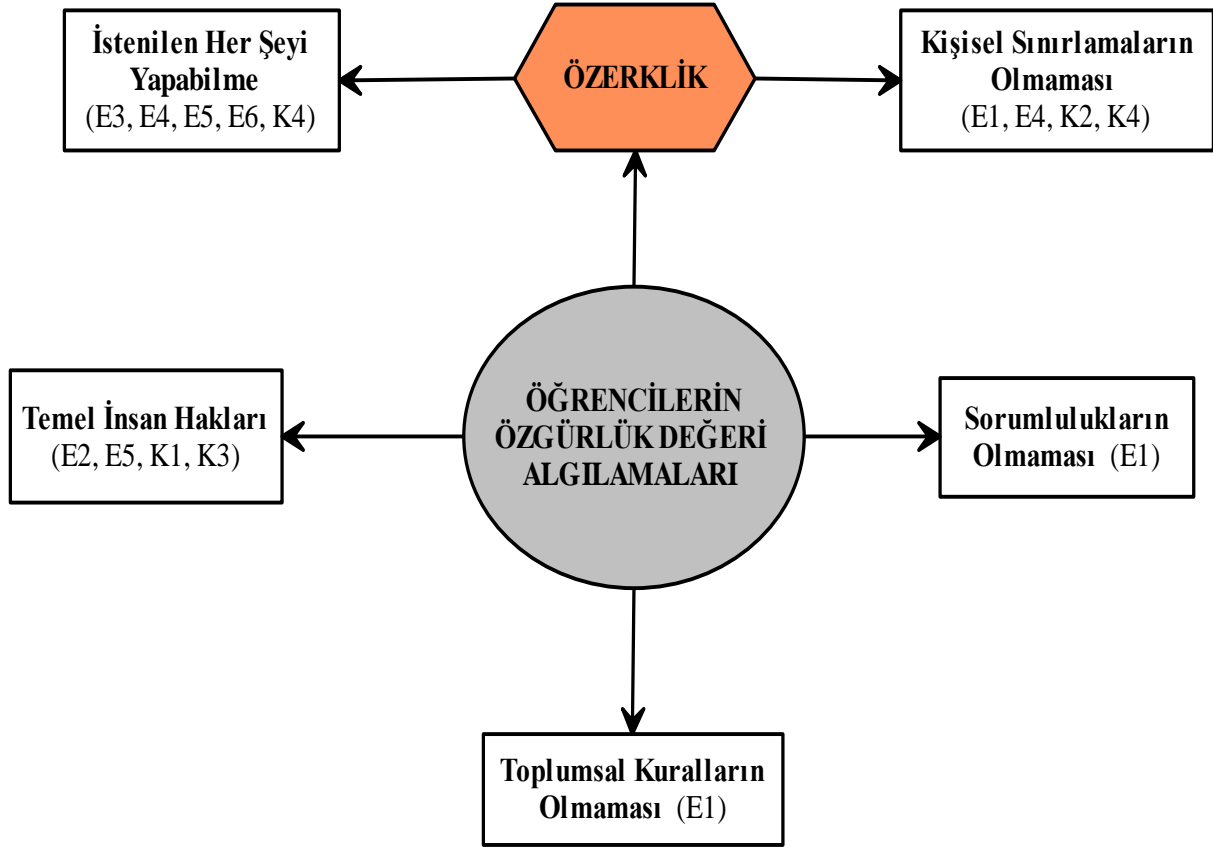 İstenilen Her Şeyi
Yapabilme
(E3, E4, E5, E6, K4)
ÖZERKLİK
Kişisel Sınırlamaların
Olmaması
(E1, E4, K2, K4)
Temel İnsan Hakları
(E2, E5, K1, K3)
ÖĞRENCİLERİN
ÖZGÜRLÜK DEĞERİ
ALGILAMALARI
Sorumlulukların
Olmaması (E1)
Toplumsal Kuralların
Olmaması (E1)